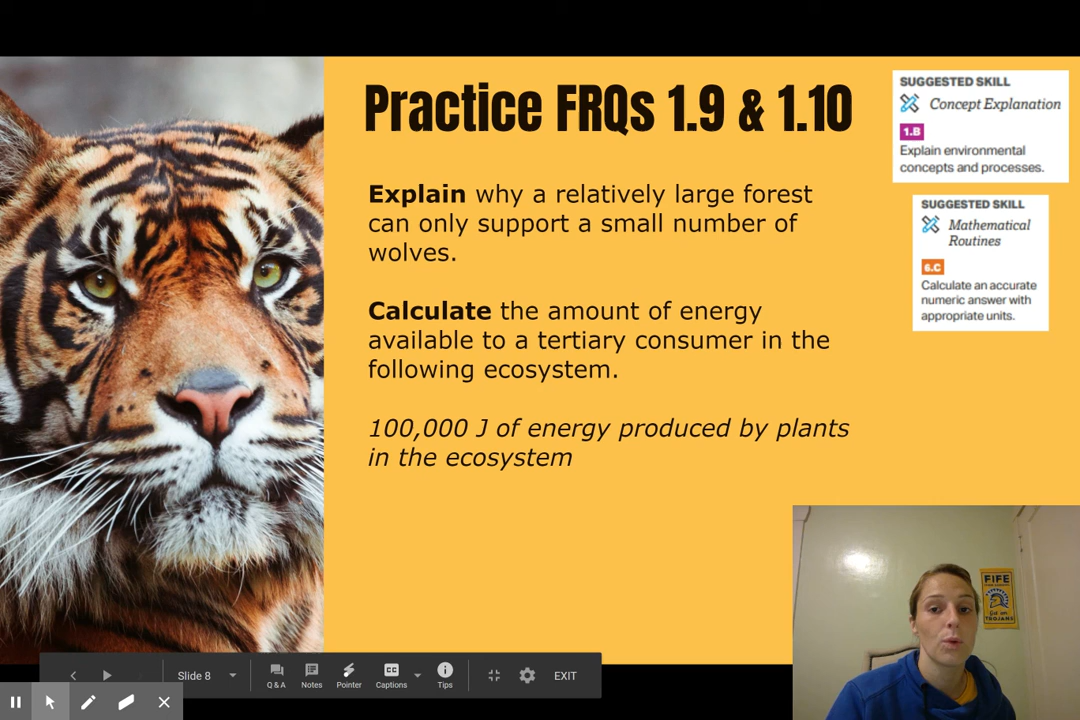 Practice FRQs 1.9 & 1.10
Explain why a relatively large forest
can only support a small number of
wolves.
Calculate the amount of energy
available to a tertiary consumer in the
following ecosystem.
100,000 J of energy produced by plants
in the ecosystem
SUGGESTED SKILL
Concept Explanation
1.B
Explain environmental
concepts and processes.
SUGGESTED SKILL
Mathematical
Routines
6.C
Calculate an accurate
numeric answer with
appropriate units.
FIFE
TROJANS
Slide 8
Q & A
Notes
Pointer
CC
Captions
Tips
EXIT